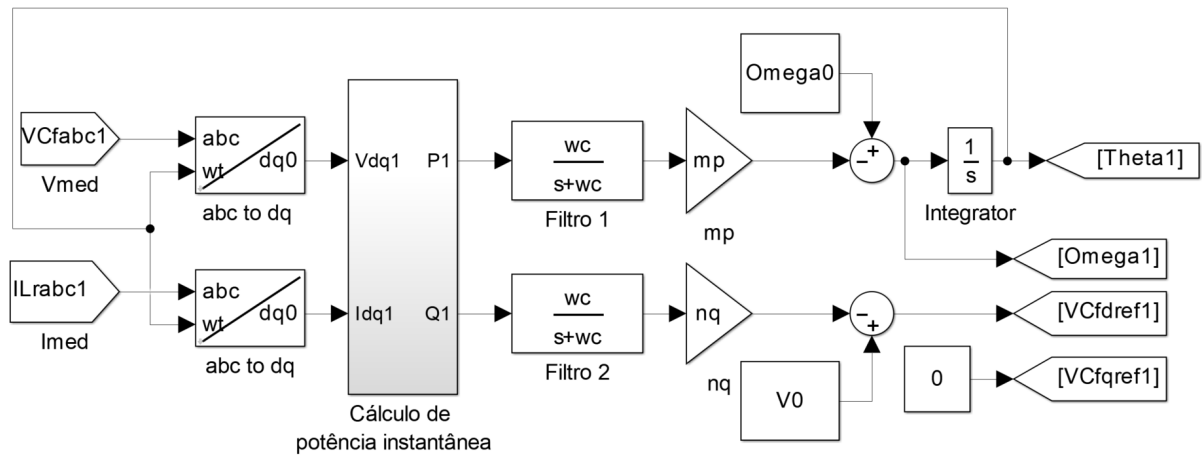 VCfabc1
Vmed
abc
wt
dq0
abc to dq
ILrabc1
Imed
abc
wt
dq0
abc to dq
Vdq1
P1
Idq1
Q1
Cálculo de
potência instantânea
wc
s+wc
Filtro 1
wc
s+wc
Filtro 2
mp
mp
nq
nq
Omega0
V0
1
s
Integrator
0
[Theta1]
[Omega1]
[VCfdref1]
[VCfqref1]